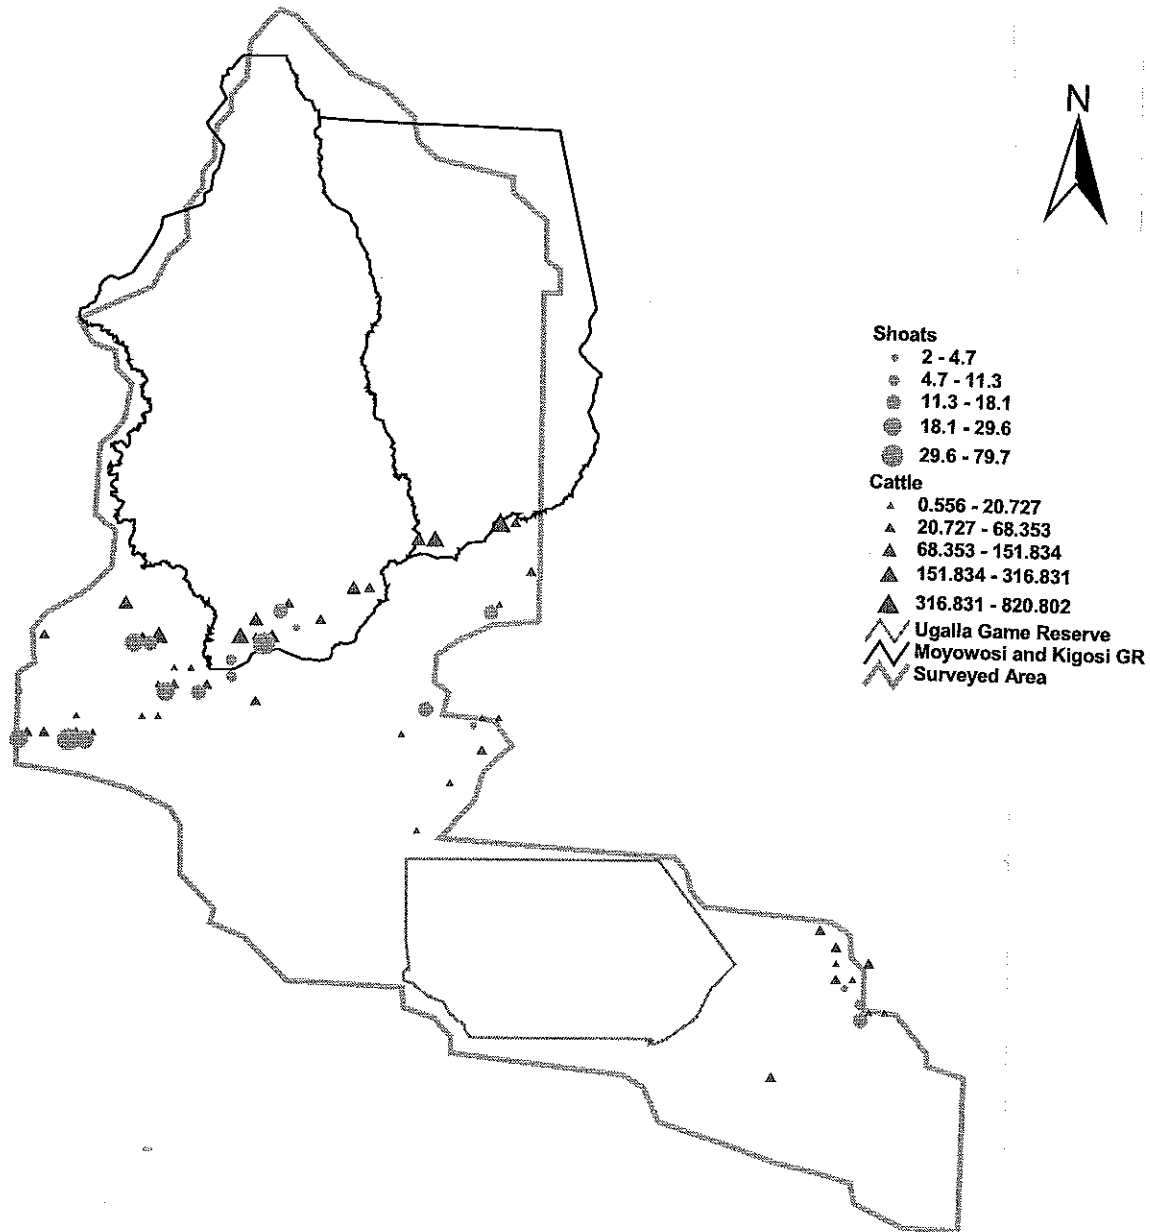 N
Shoats
2 - 4.7
4.7 - 11.3
11.3 - 18.1
18.1 - 29.6
29.6 - 79.7
Cattle
0.556 - 20.727
20.727 - 68.353
68.353 - 151.834
151.834 - 316.831
316.831 - 820.802
Ugalla Game Reserve
Moyowosi and Kigosi GR
Surveyed Area